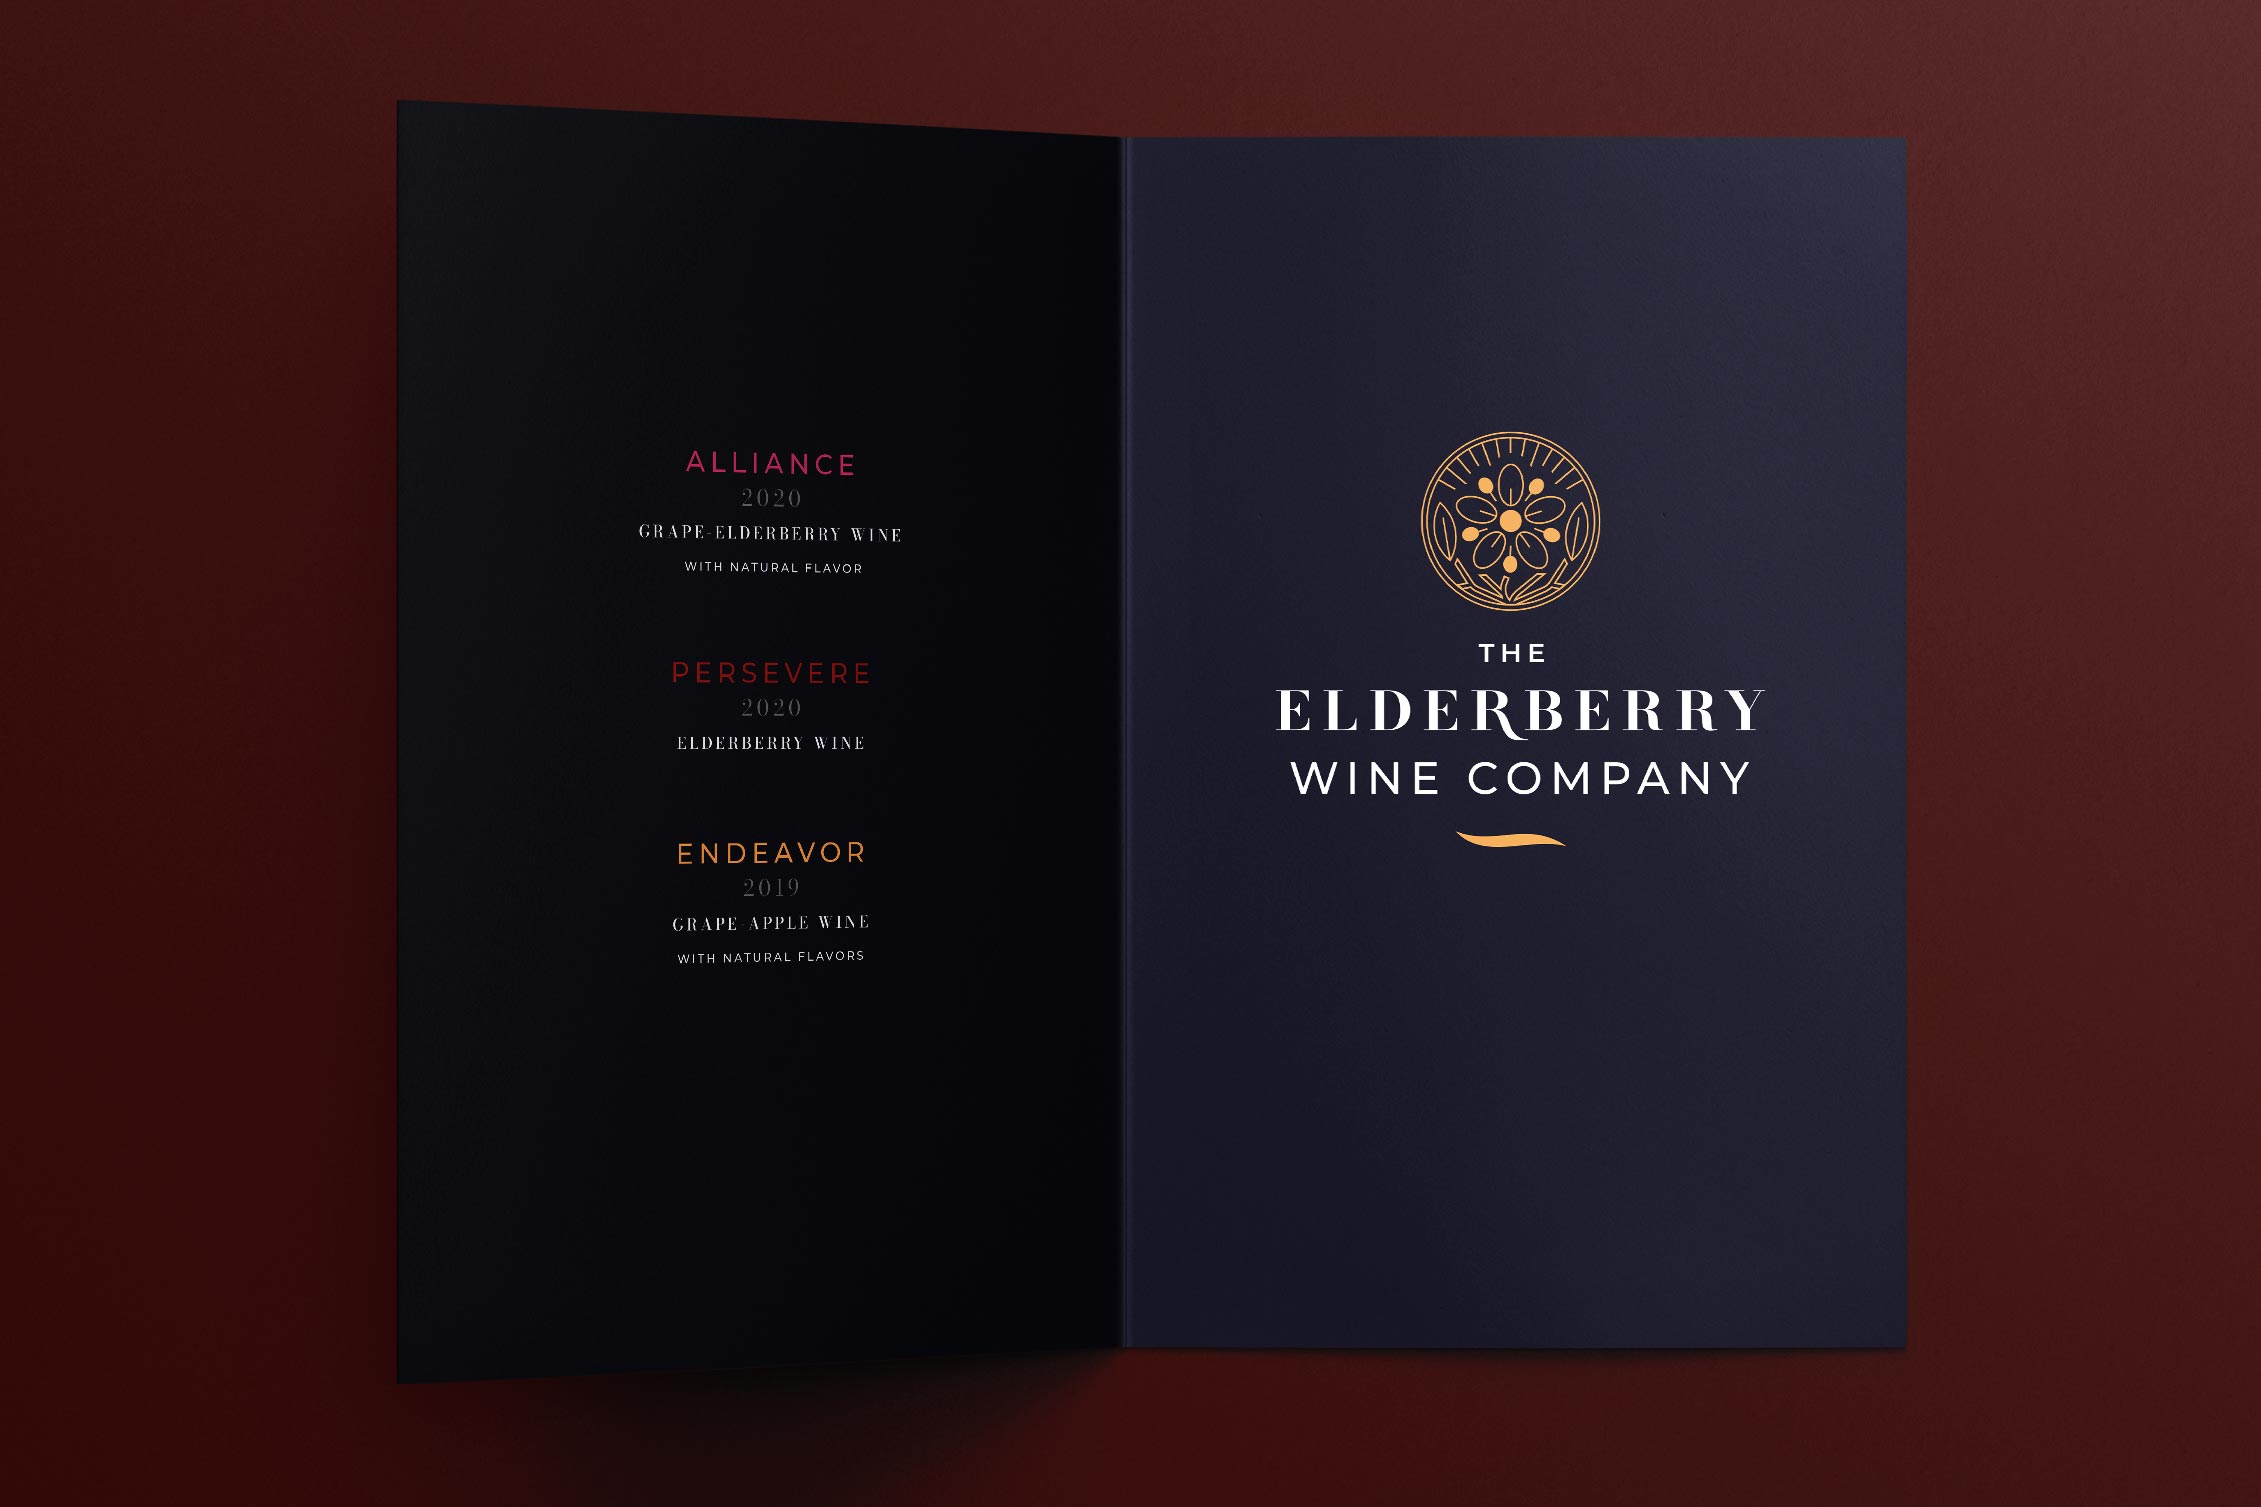 ALLIANCE
2020
GRAPE-ELDERBERRY WINE
WITH NATURAL FLAVOR
PERSEVERE
2020
ELDERBERRY WINE
ENDEAVOR
2019
GRAPE-APPLE WINE
WITH NATURAL FLAVORS
THE
ELDERBERRY
WINE COMPANY